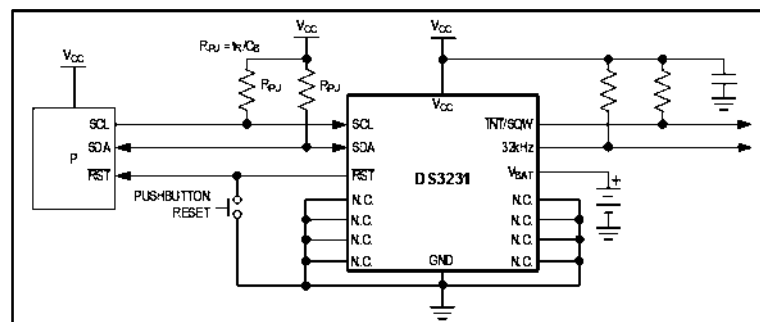 VCC
VCC
RPU = tR/CB
VCC
RPU
RPU
VCC
SCL
SCL
INT/SQW
P
SDA
SDA
32kHz
RST
RST
DS3231
VBAT
+
PUSHBUTTON
RESET
N.C.
N.C.
N.C.
N.C.
N.C.
N.C.
N.C.
GND
N.C.